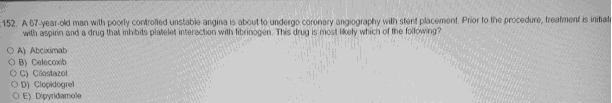 152. A 67-year-old man with poorly controlled unstable angina is about to undergo coronary angiography with stent placement. Prior to the procedure, treatment is initiate
with aspirin and a drug that inhibits platelet interaction with fibrinogen. This drug is most likely which of the following?
A) Abciximab
B) Celecoxib
C) Cilostazol
D) Clopidogrel
E) Dipyridamole